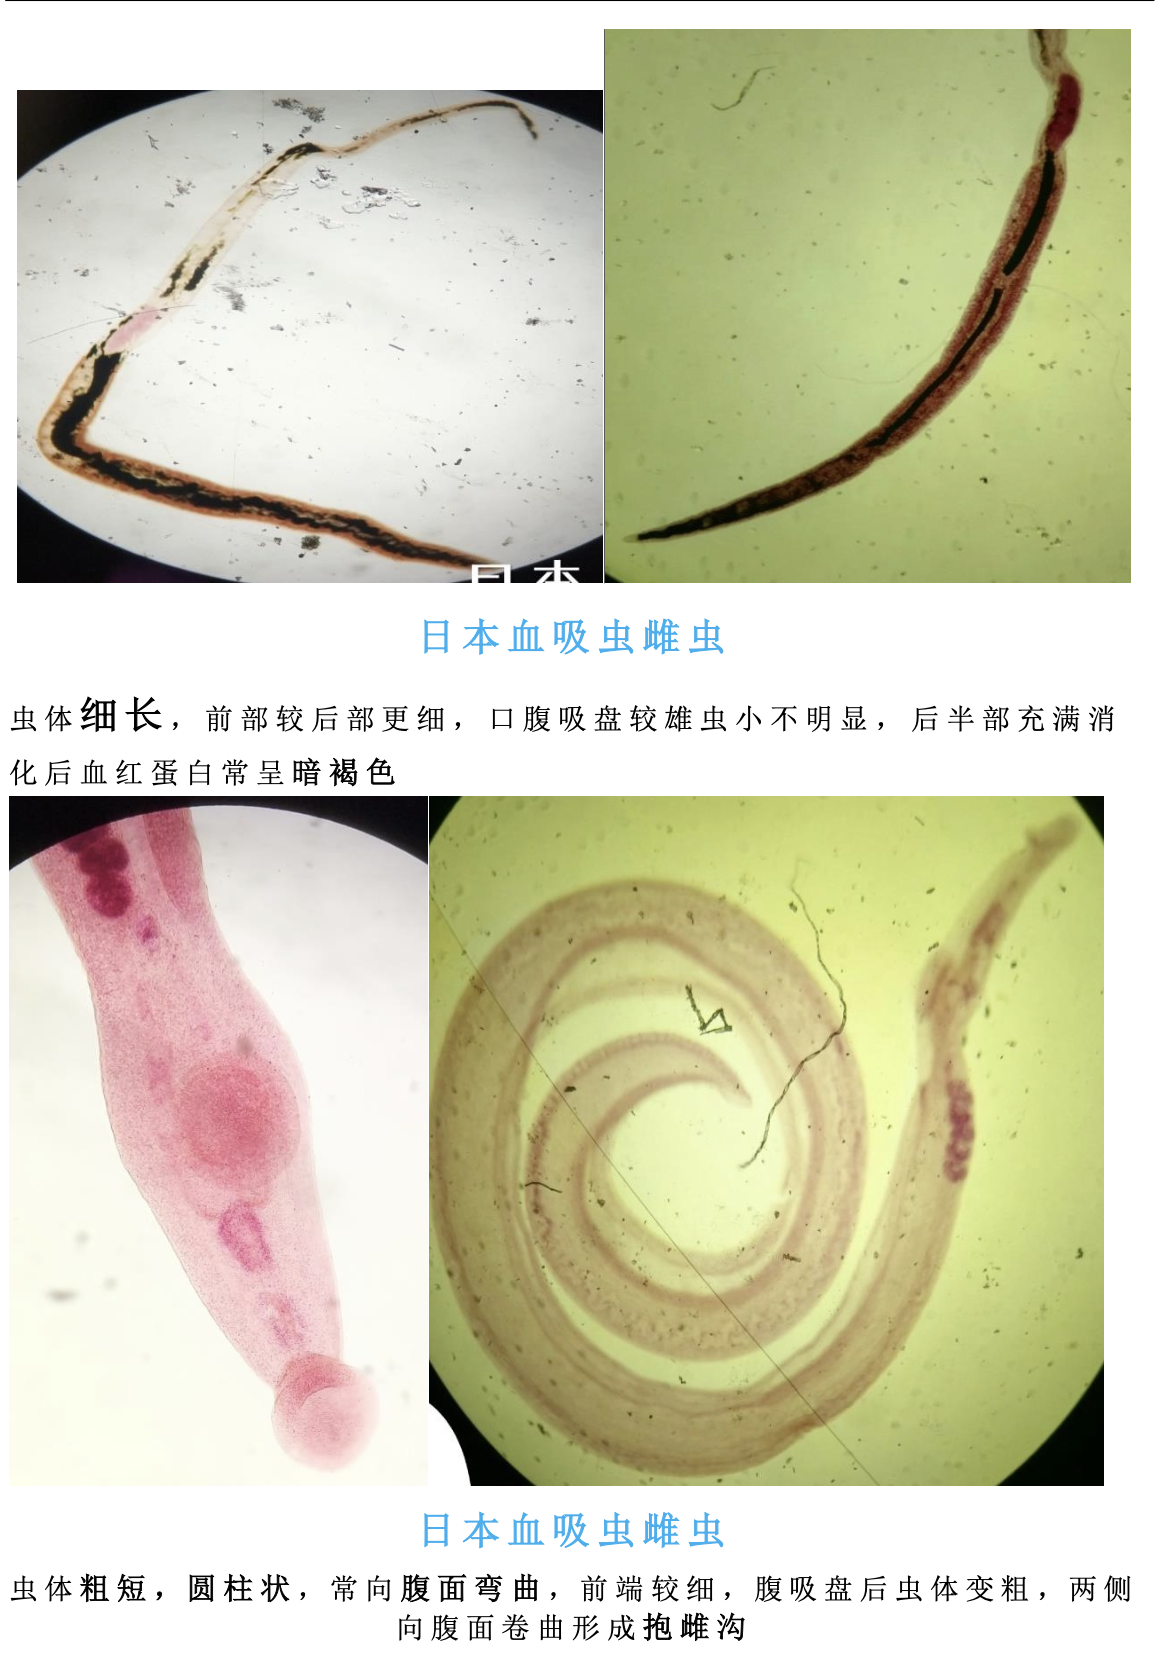 日本
日本血吸虫雌虫
虫体细长，前部较后部更细，口腹吸盘较雄虫小不明显，后半部充满消
化后血红蛋白常呈暗褐色
日本血吸虫雌虫
虫体粗短，圆柱状，常向腹面弯曲，前端较细，腹吸盘后虫体变粗，两侧
向腹面卷曲形成抱雌沟